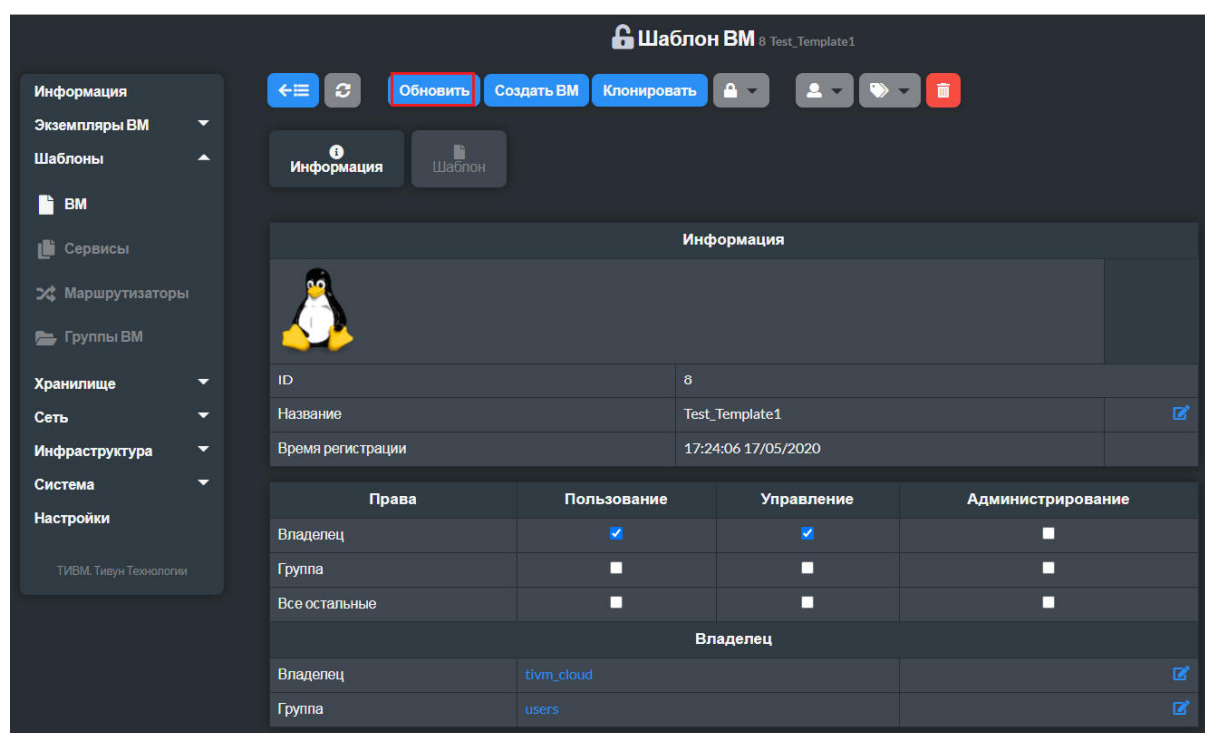 Шаблон ВМ 8 Test_Template1
Информация
Экземпляры ВМ
Шаблоны
ВМ
Сервисы
Маршрутизаторы
Группы ВМ
Хранилище
Сеть
Инфраструктура
Система
Настройки
ТИВМ. Тивун Технологии
Обновить Создать ВМ Клонировать
Информация Шаблон
Информация
ID 8
Название Test_Template1
Время регистрации 17:24:06 17/05/2020
Права Пользование Управление Администрирование
Владелец
Группа
Все остальные
Владелец
Владелец tivm_cloud
Группа users